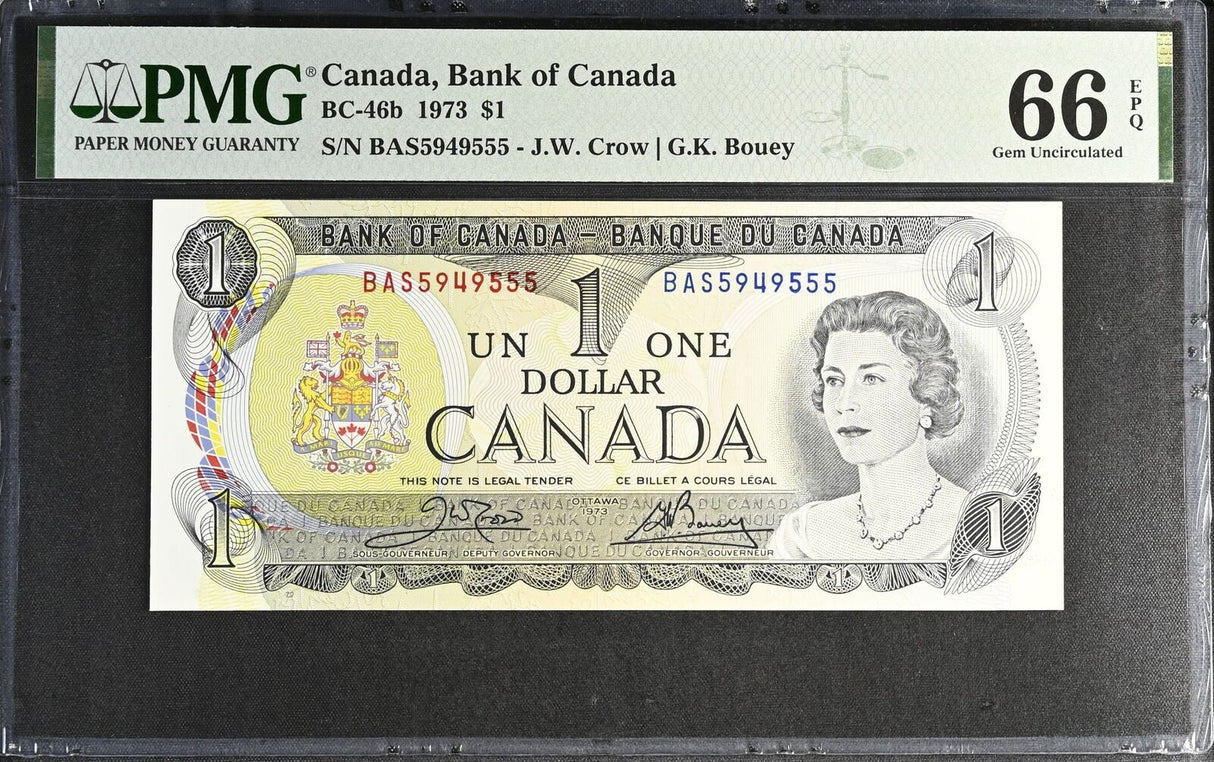 PMG®
PAPER MONEY GUARANTY
Canada, Bank of Canada
BC-46b 1973 $1
S/N BAS5949555 - J.W. Crow | G.K. Bouey
66
EPQ
Gem Uncirculated
BANK OF CANADA – BANQUE DU CANADA
1 1
BAS5949555 BAS5949555
UN 1 ONE
DOLLAR
CANADA
THIS NOTE IS LEGAL TENDER CE BILLET A COURS LÉGAL
OTTAWA
1973
SOUS-GOUVERNEUR DEPUTY GOVERNOR GOVERNOR GOUVERNEUR
1 1
1 1